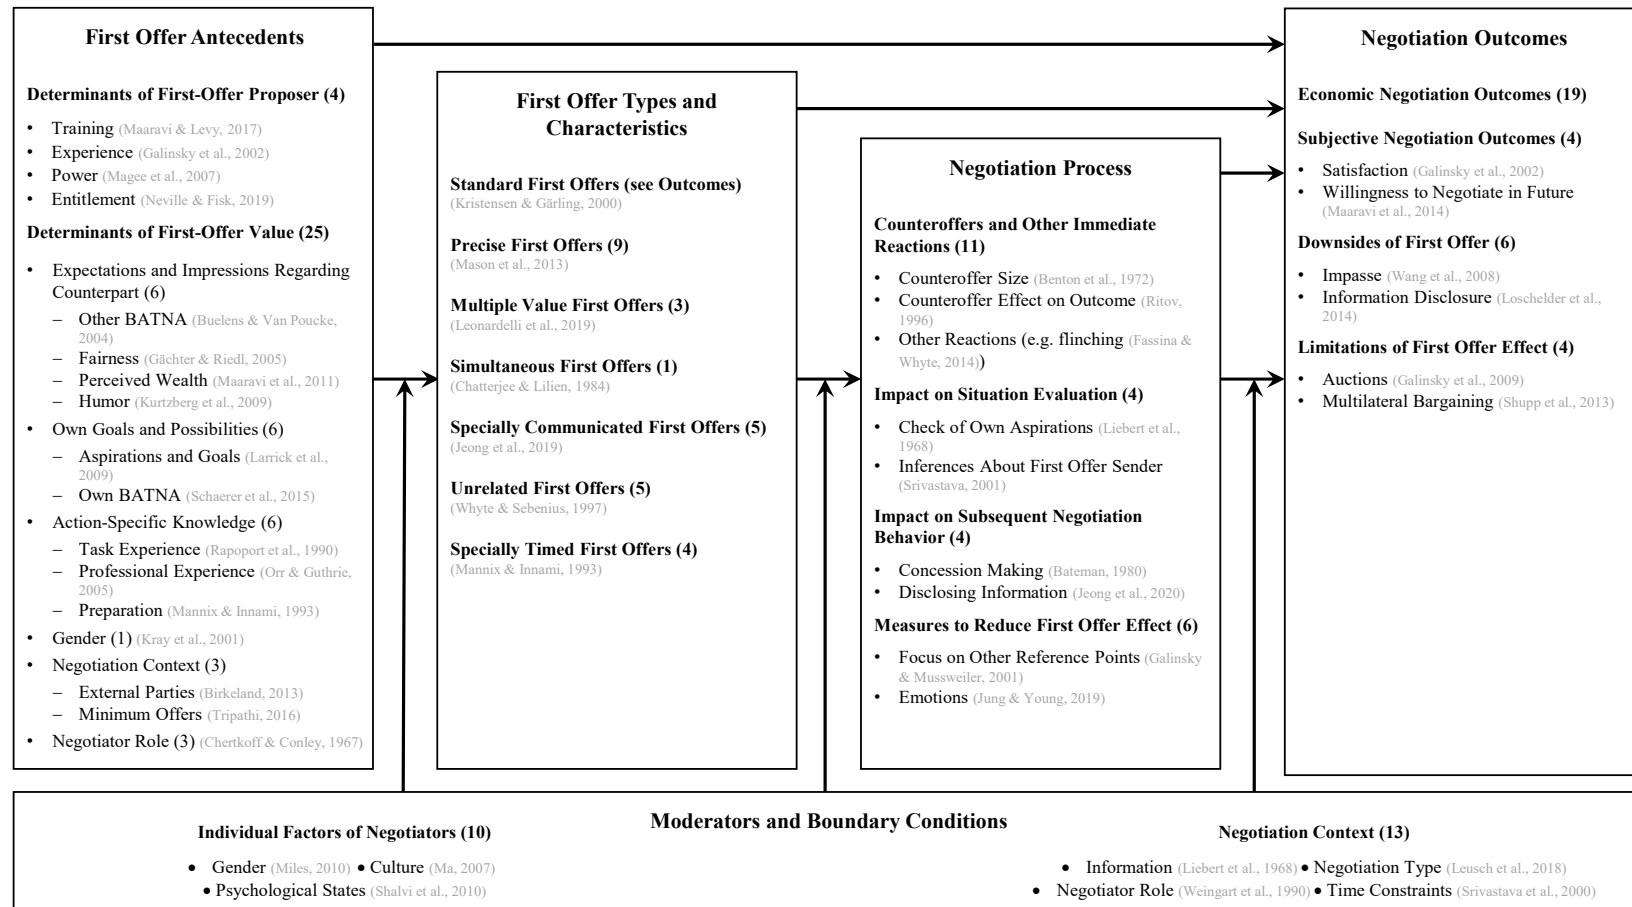 First Offer Antecedents
Determinants of First-Offer Proposer (4)
• Training (Maaravi & Levy, 2017)
• Experience (Galinsky et al., 2002)
• Power (Magee et al., 2007)
• Entitlement (Neville & Fisk, 2019)
Determinants of First-Offer Value (25)
• Expectations and Impressions Regarding
Counterpart (6)
– Other BATNA (Buelens & Van Poucke,
2004)
– Fairness (Gächter & Riedl, 2005)
– Perceived Wealth (Maaravi et al., 2011)
– Humor (Kurtzberg et al., 2009)
• Own Goals and Possibilities (6)
– Aspirations and Goals (Larrick et al.,
2009)
– Own BATNA (Schaerer et al., 2015)
• Action-Specific Knowledge (6)
– Task Experience (Rapoport et al., 1990)
– Professional Experience (Orr & Guthrie,
2005)
– Preparation (Mannix & Innami, 1993)
• Gender (1) (Kray et al., 2001)
• Negotiation Context (3)
– External Parties (Birkeland, 2013)
– Minimum Offers (Tripathi, 2016)
• Negotiator Role (3) (Chertkoff & Conley, 1967)
First Offer Types and
Characteristics
Standard First Offers (see Outcomes)
(Kristensen & Gärling, 2000)
Precise First Offers (9)
(Mason et al., 2013)
Multiple Value First Offers (3)
(Leonardelli et al., 2019)
Simultaneous First Offers (1)
(Chatterjee & Lilien, 1984)
Specially Communicated First Offers (5)
(Jeong et al., 2019)
Unrelated First Offers (5)
(Whyte & Sebenius, 1997)
Specially Timed First Offers (4)
(Mannix & Innami, 1993)
Negotiation Process
Counteroffers and Other Immediate
Reactions (11)
• Counteroffer Size (Benton et al., 1972)
• Counteroffer Effect on Outcome (Ritov,
1996)
• Other Reactions (e.g. flinching (Fassina &
Whyte, 2014))
Impact on Situation Evaluation (4)
• Check of Own Aspirations (Liebert et al.,
1968)
• Inferences About First Offer Sender
(Srivastava, 2001)
Impact on Subsequent Negotiation
Behavior (4)
• Concession Making (Bateman, 1980)
• Disclosing Information (Jeong et al., 2020)
Measures to Reduce First Offer Effect (6)
• Focus on Other Reference Points (Galinsky
& Mussweiler, 2001)
• Emotions (Jung & Young, 2019)
Negotiation Outcomes
Economic Negotiation Outcomes (19)
Subjective Negotiation Outcomes (4)
• Satisfaction (Galinsky et al., 2002)
• Willingness to Negotiate in Future
(Maaravi et al., 2014)
Downsides of First Offer (6)
• Impasse (Wang et al., 2008)
• Information Disclosure (Loschelder et al.,
2014)
Limitations of First Offer Effect (4)
• Auctions (Galinsky et al., 2009)
• Multilateral Bargaining (Shupp et al., 2013)
Moderators and Boundary Conditions
Individual Factors of Negotiators (10)
• Gender (Miles, 2010) • Culture (Ma, 2007)
• Psychological States (Shalvi et al., 2010)
Negotiation Context (13)
• Information (Liebert et al., 1968) • Negotiation Type (Leusch et al., 2018)
• Negotiator Role (Weingart et al., 1990) • Time Constraints (Srivastava et al., 2000)